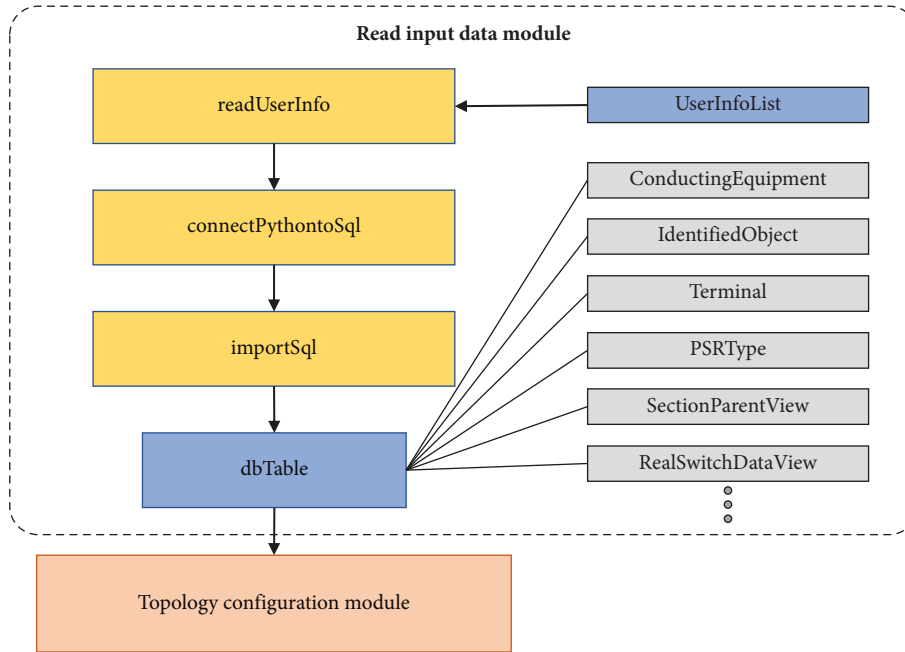 Read input data module
readUserInfo
UserInfoList
ConductingEquipment
connectPythontoSql
IdentifiedObject
Terminal
importSql
PSRType
SectionParentView
dbTable
RealSwitchDataView
Topology configuration module